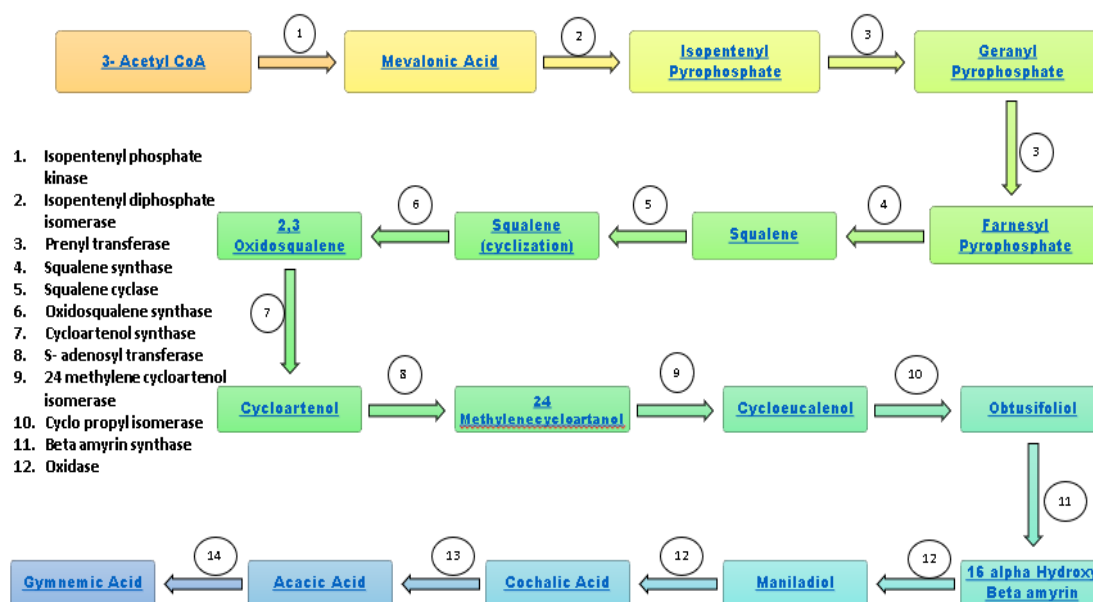 1
3- Acetyl CoA
Mevalonic Acid
2
Isopentenyl
Pyrophosphate
3
Geranyl
Pyrophosphate
3
1. Isopentenyl phosphate
kinase
2. Isopentenyl diphosphate
isomerase
3. Prenyl transferase
4. Squalene synthase
5. Squalene cyclase
6. Oxidosqualene synthase
7. Cycloartenol synthase
8. S- adenosyl transferase
9. 24 methylene cycloartenol
isomerase
10. Cyclo propyl isomerase
11. Beta amyrin synthase
12. Oxidase
Farnesyl
Pyrophosphate
4
Squalene
5
Squalene
(cyclization)
6
2,3
Oxidosqualene
7
Cycloartenol
8
24
Methylenecycloartanol
9
Cycloeucalenol
10
Obtusifoliol
11
16 alpha Hydroxy
Beta amyrin
12
Maniladiol
12
Cochalic Acid
13
Acacic Acid
14
Gymnemic Acid